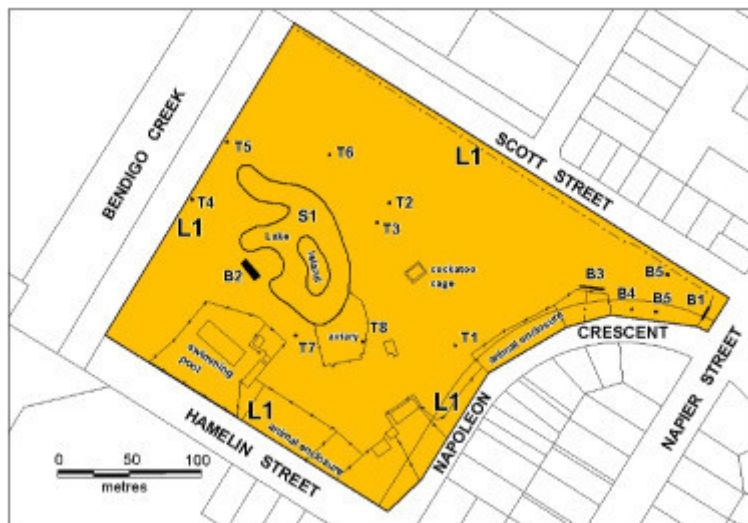 BENDIGO CREEK
SCOTT STREET
L1
T5
T6
T4
L1
T2
T3
S1
Lake
Island
B2
cockatoo
cage
B3
B5
B4
B5
B1
CRESCENT
T8
aviary
T7
T1
animal enclosure
swimming
pool
L1
animal enclosure
L1
NAPOLEON
NAPIER STREET
HAMELIN STREET
0 50 100
metres